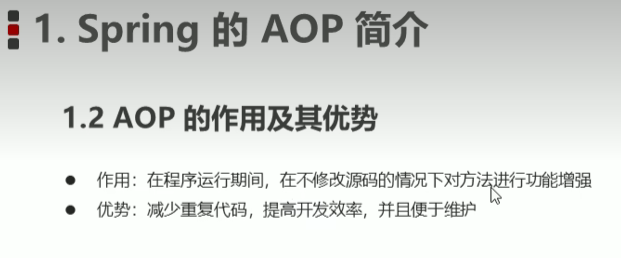 1. Spring 的 AOP 简介
1.2 AOP 的作用及其优势
● 作用：在程序运行期间，在不修改源码的情况下对方法进行功能增强
● 优势：减少重复代码，提高开发效率，并且便于维护